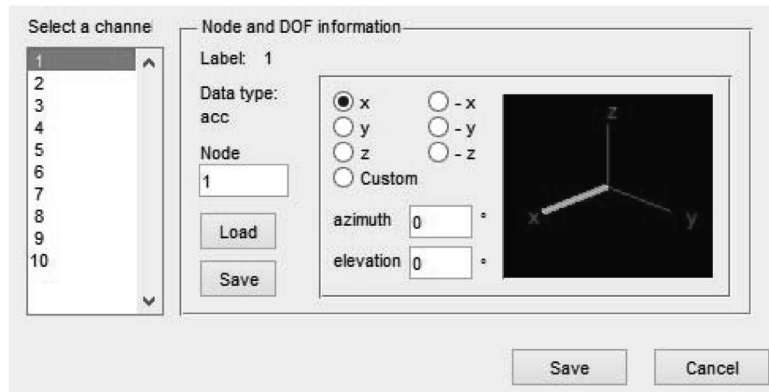 Select a channel
1
2
3
4
5
6
7
8
9
10
Node and DOF information
Label: 1
Data type:
acc
Node
1
Load
Save
x
- x
y
- y
z
- z
Custom
azimuth 0 °
elevation 0 °
z
x
y
Save
Cancel